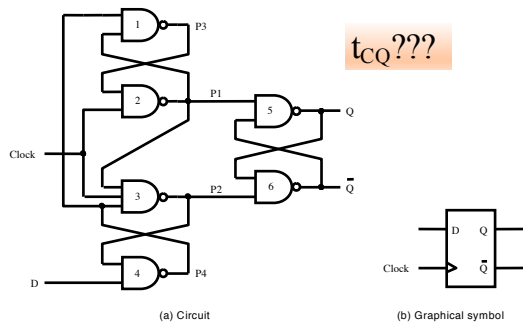 1
P3
t_CQ???
2
P1
5
Q
Clock
3
P2
6
Q̄
D
4
P4
D Q
Clock
Q̄
(a) Circuit
(b) Graphical symbol